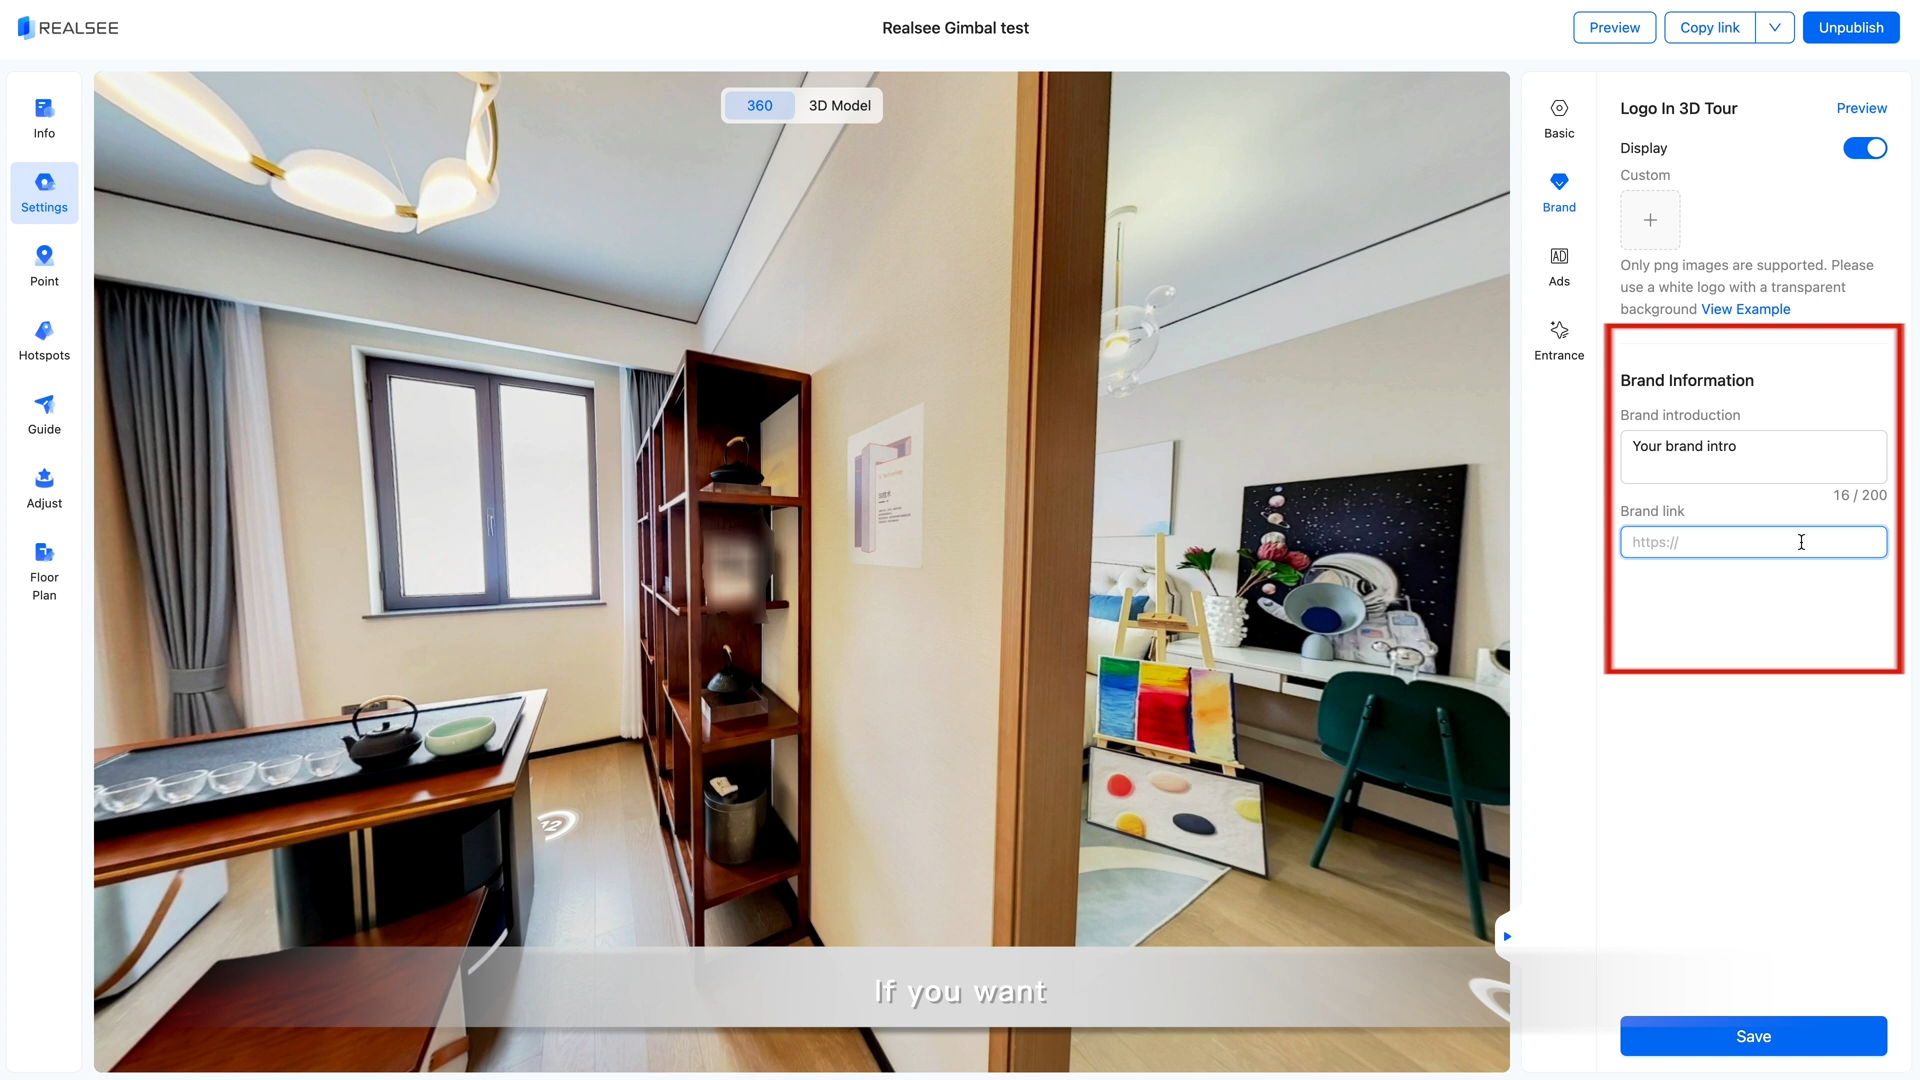 REALSEE
Realsee Gimbal test
Preview
Copy link
Unpublish
Info
Settings
Point
Hotspots
Guide
Adjust
Floor
Plan
360
3D Model
12
If you want
Basic
Brand
AD
Ads
Entrance
Logo In 3D Tour
Preview
Display
Custom
Only png images are supported. Please
use a white logo with a transparent
background View Example
Brand Information
Brand introduction
Your brand intro
16 / 200
Brand link
https://
Save